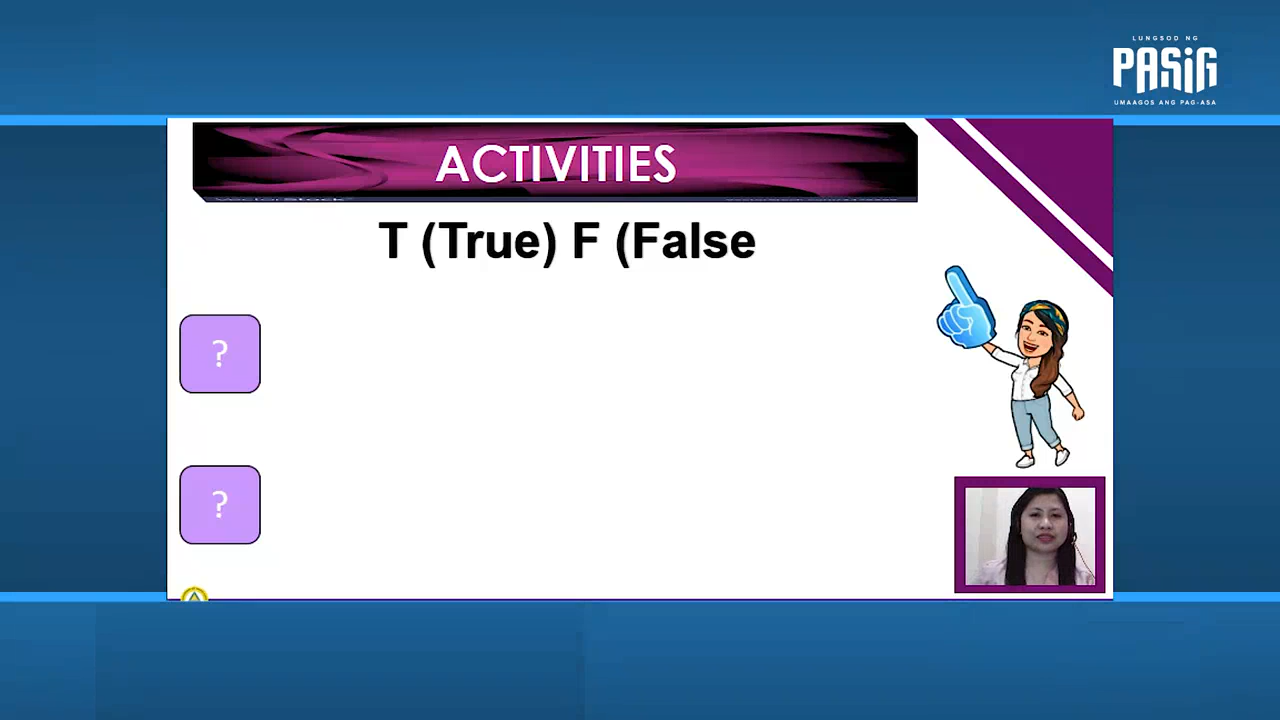 LUNGSOD NG
PASIG
UMAAGOS ANG PAG-ASA
ACTIVITIES
T (True) F (False
?
?